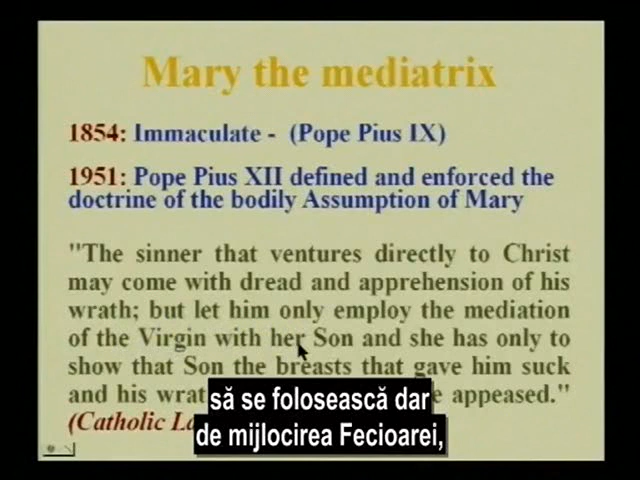 Mary the mediatrix
1854: Immaculate - (Pope Pius IX)
1951: Pope Pius XII defined and enforced the
doctrine of the bodily Assumption of Mary
"The sinner that ventures directly to Christ
may come with dread and apprehension of his
wrath; but let him only employ the mediation
of the Virgin with her Son and she has only to
show that Son the breasts that gave him suck
and his appeased."
(Catholic
să se folosească dar
de mijlocirea Fecioarei,